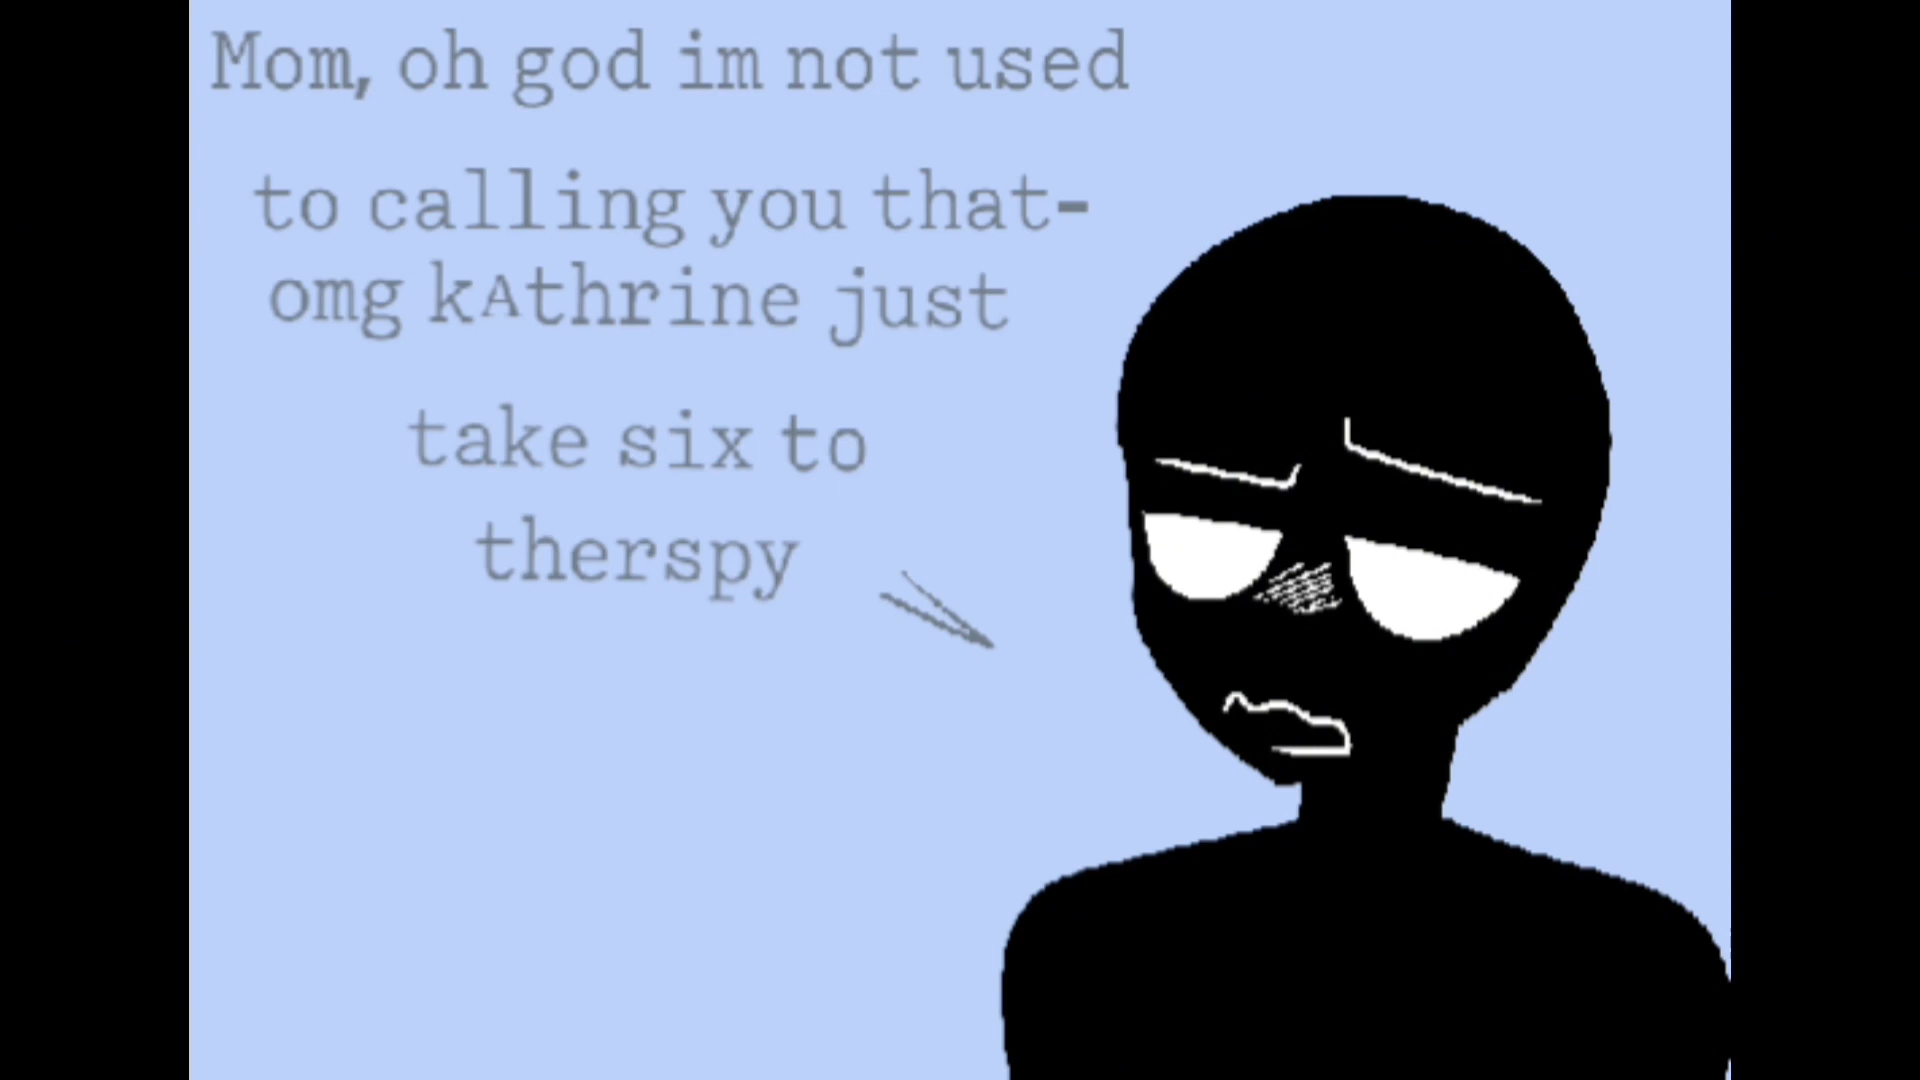 Mom, oh god im not used
to calling you that-
omg kAthrine just
take six to
therspy